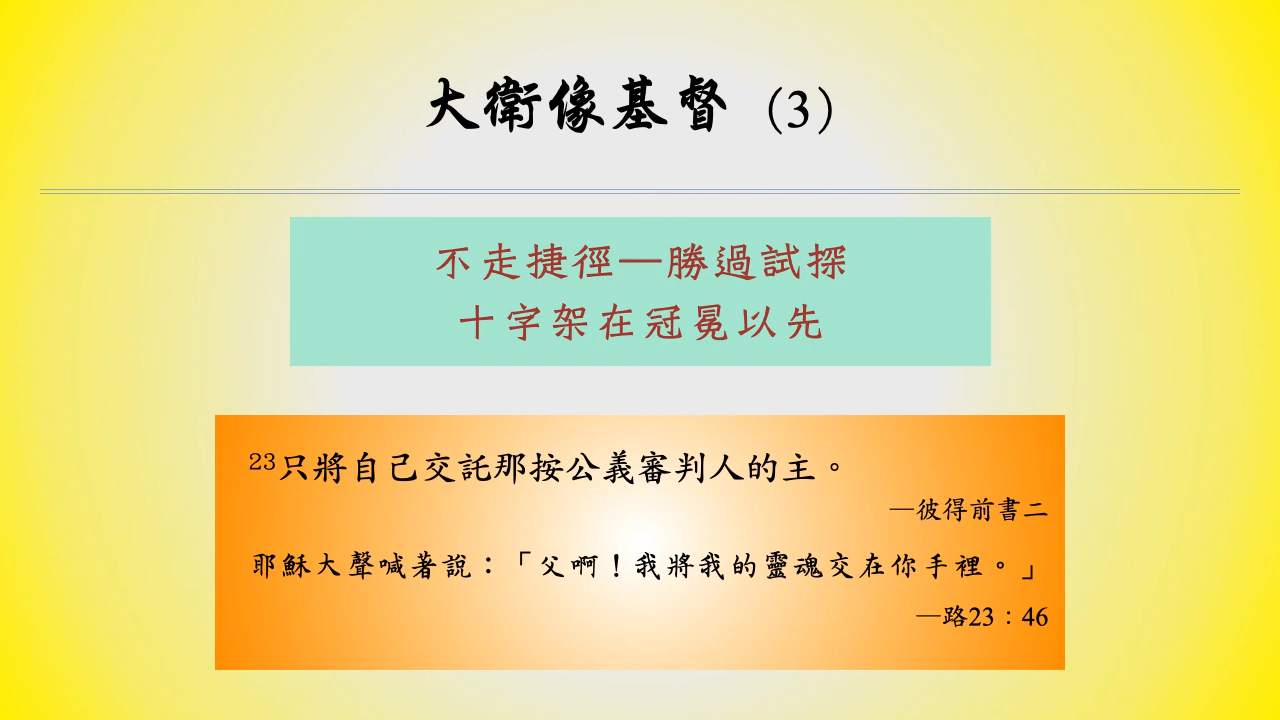 大衛像基督（3）
不走捷徑—勝過試探
十字架在冠冕以先
23只將自己交託那按公義審判人的主。
—彼得前書二
耶穌大聲喊著說：「父啊！我將我的靈魂交在你手裡。」
—路23：46